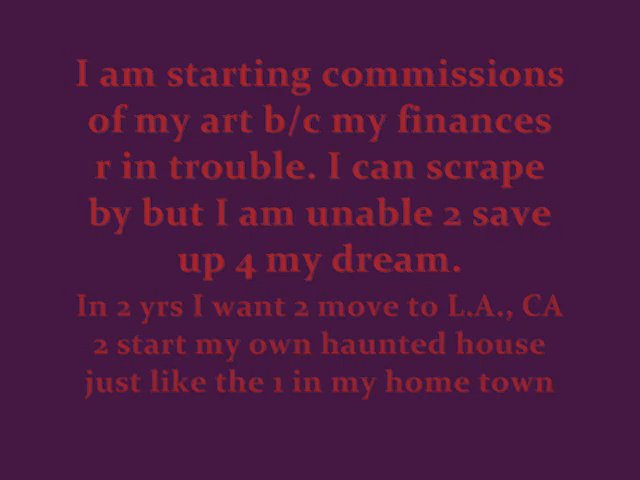 I am starting commissions
of my art b/c my finances
r in trouble. I can scrape
by but I am unable 2 save
up 4 my dream.
In 2 yrs I want 2 move to L.A., CA
2 start my own haunted house
just like the 1 in my home town